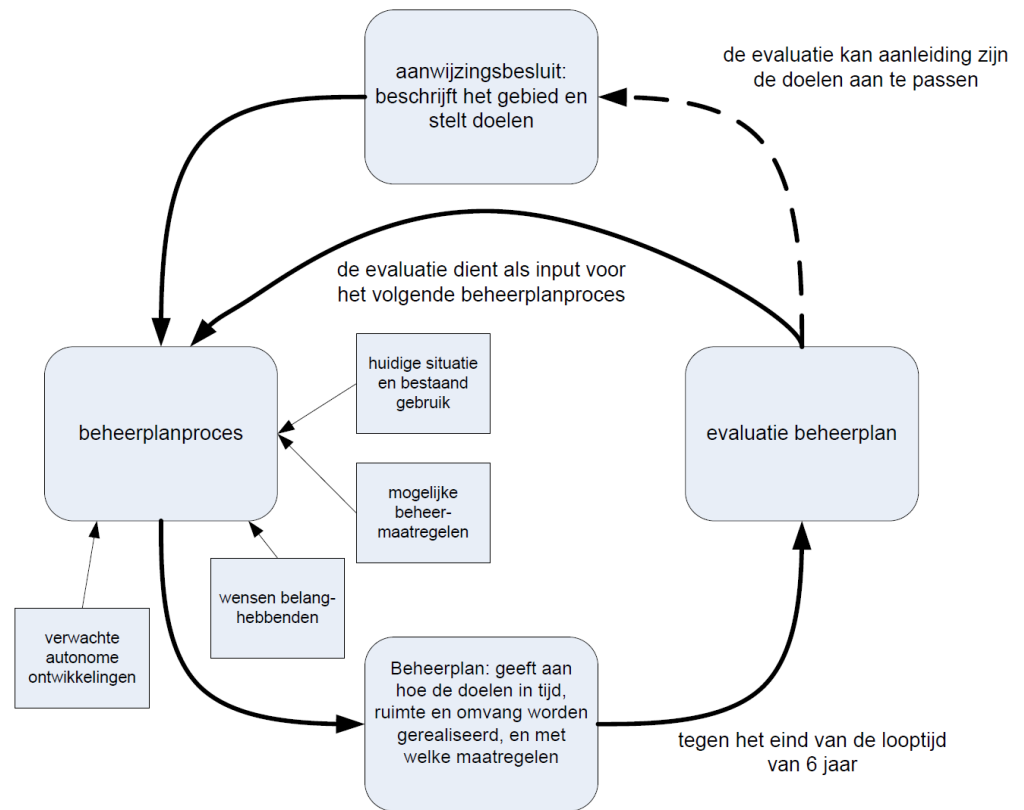 aanwijzingsbesluit:
beschrijft het gebied en
stelt doelen
de evaluatie kan aanleiding zijn
de doelen aan te passen
de evaluatie dient als input voor
het volgende beheerplanproces
beheerplanproces
huidige situatie
en bestaand
gebruik
mogelijke
beheer-
maatregelen
wensen belang-
hebbenden
verwachte
autonome
ontwikkelingen
evaluatie beheerplan
Beheerplan: geeft aan
hoe de doelen in tijd,
ruimte en omvang worden
gerealiseerd, en met
welke maatregelen
tegen het eind van de looptijd
van 6 jaar